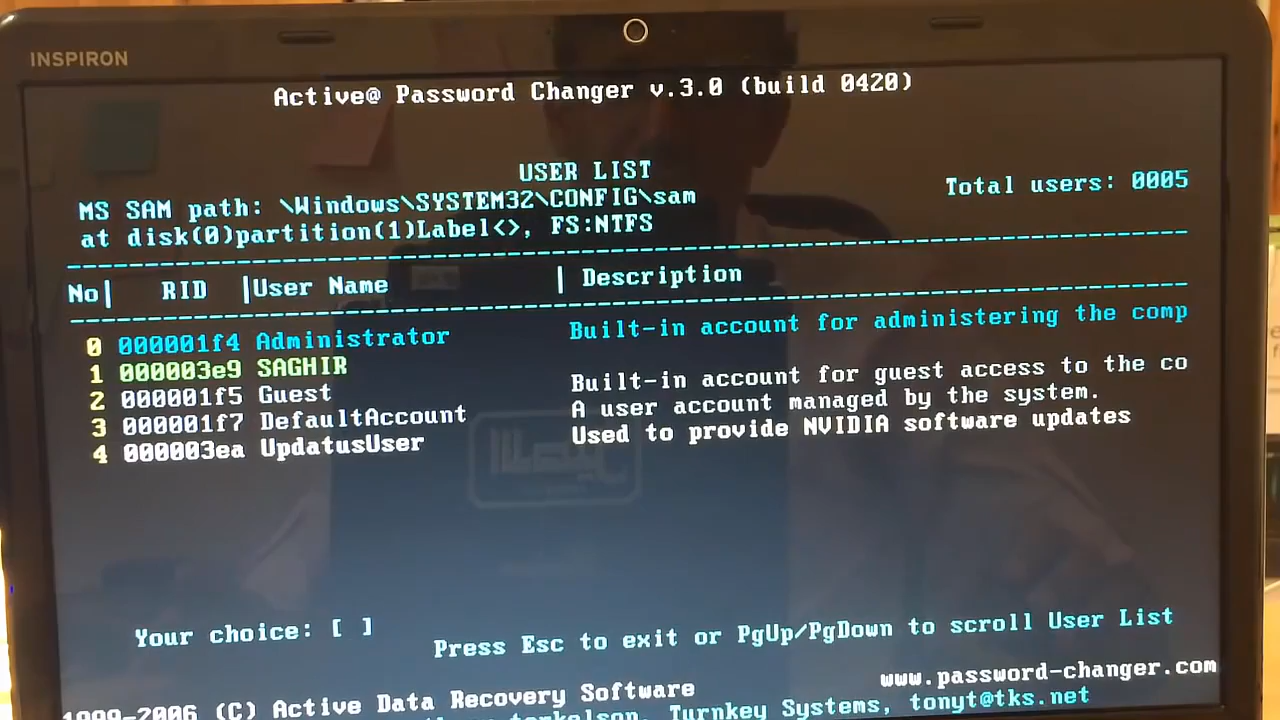 INSPIRON
Active@ Password Changer v.3.0 (build 0420)
USER LIST
MS SAM path: \Windows\SYSTEM32\CONFIG\sam
Total users: 0005
at disk(0)partition(1)Label<>, FS:NTFS
No| RID |User Name | Description
0 000001f4 Administrator Built-in account for administering the comp
1 000003e9 SAGHIR
2 000001f5 Guest Built-in account for guest access to the co
3 000001f7 DefaultAccount A user account managed by the system.
4 000003ea UpdatusUser Used to provide NVIDIA software updates
Your choice: [ ]
Press Esc to exit or PgUp/PgDown to scroll User List
www.password-changer.com
1999-2006 (C) Active Data Recovery Software
Turnkey Systems, tonyt@tks.net